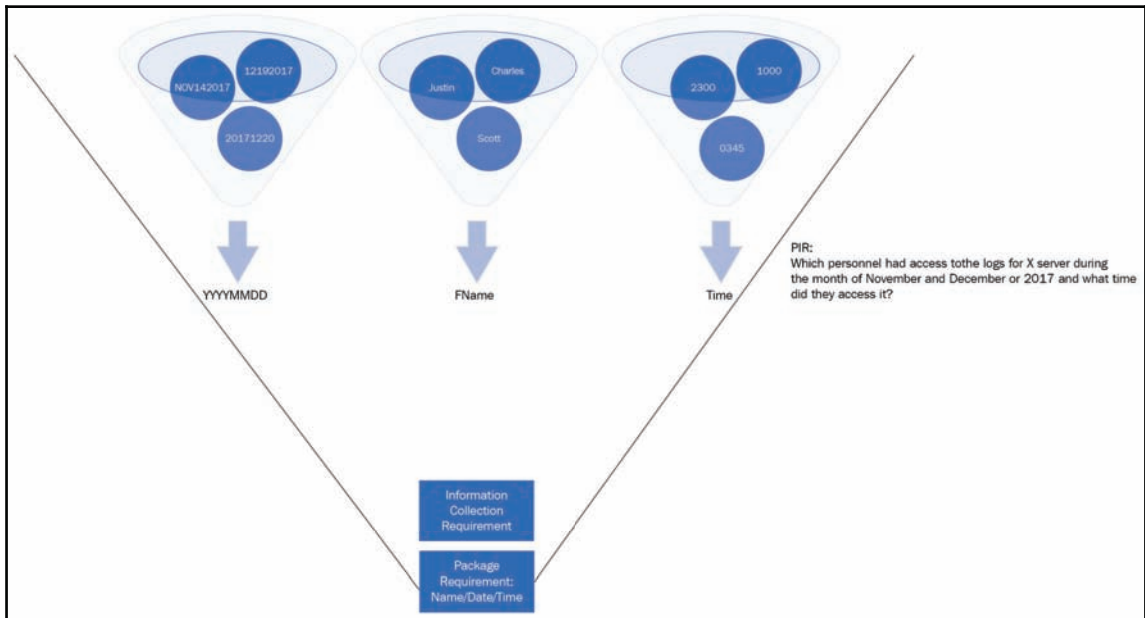 NOV142017
12192017
20171220
Justin
Charles
Scott
2300
1000
0345
YYYYMMDD
FName
Time
PIR:
Which personnel had access tothe logs for X server during
the month of November and December or 2017 and what time
did they access it?
Information
Collection
Requirement
Package
Requirement:
Name/Date/Time